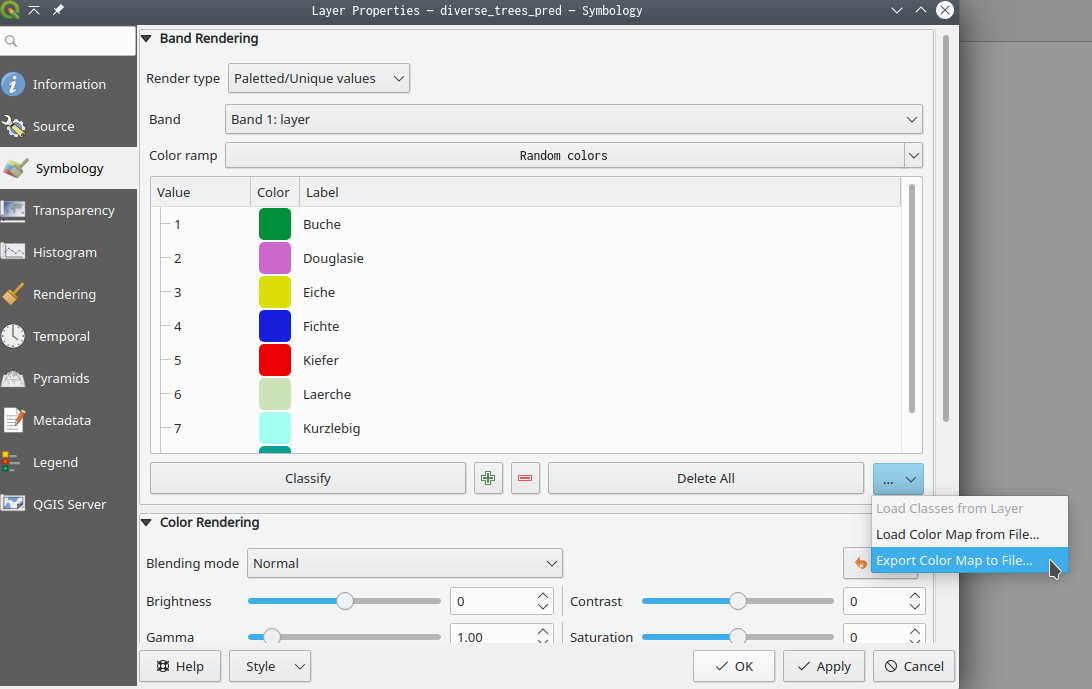 Layer Properties — diverse_trees_pred — Symbology
Information
Source
Symbology
Transparency
Histogram
Rendering
Temporal
Pyramids
Metadata
Legend
QGIS Server
Band Rendering
Render type Paletted/Unique values
Band Band 1: layer
Color ramp Random colors
Value Color Label
1 Buche
2 Douglasie
3 Eiche
4 Fichte
5 Kiefer
6 Laerche
7 Kurzlebig
Classify Delete All ...
Load Classes from Layer
Load Color Map from File...
Export Color Map to File...
Color Rendering
Blending mode Normal
Brightness 0 Contrast 0
Gamma 1.00 Saturation 0
Help Style OK Apply Cancel